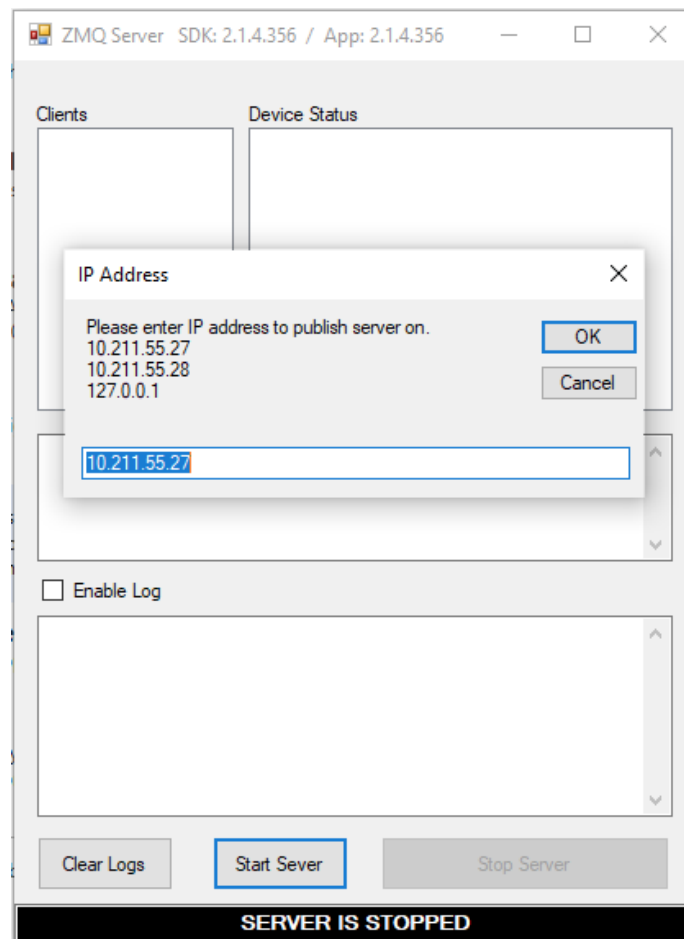 ZMQ Server SDK: 2.1.4.356 / App: 2.1.4.356
Clients
Device Status
IP Address
Please enter IP address to publish server on.
10.211.55.27
10.211.55.28
127.0.0.1
OK
Cancel
10.211.55.27
Enable Log
Clear Logs
Start Sever
Stop Server
SERVER IS STOPPED